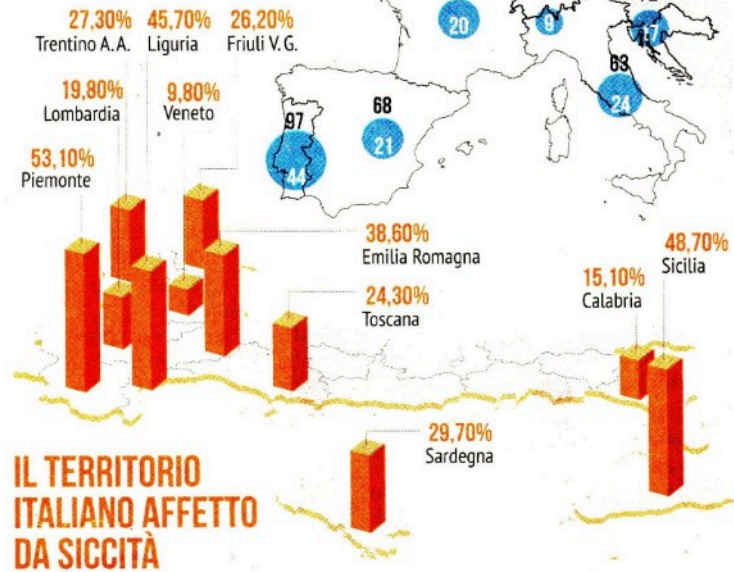 27,30%
Trentino A.A.
45,70%
Liguria
26,20%
Friuli V.G.
19,80%
Lombardia
9,80%
Veneto
53,10%
Piemonte
20
9
17
63
24
97
44
68
21
38,60%
Emilia Romagna
24,30%
Toscana
48,70%
Sicilia
15,10%
Calabria
29,70%
Sardegna
IL TERRITORIO
ITALIANO AFFETTO
DA SICCITÀ